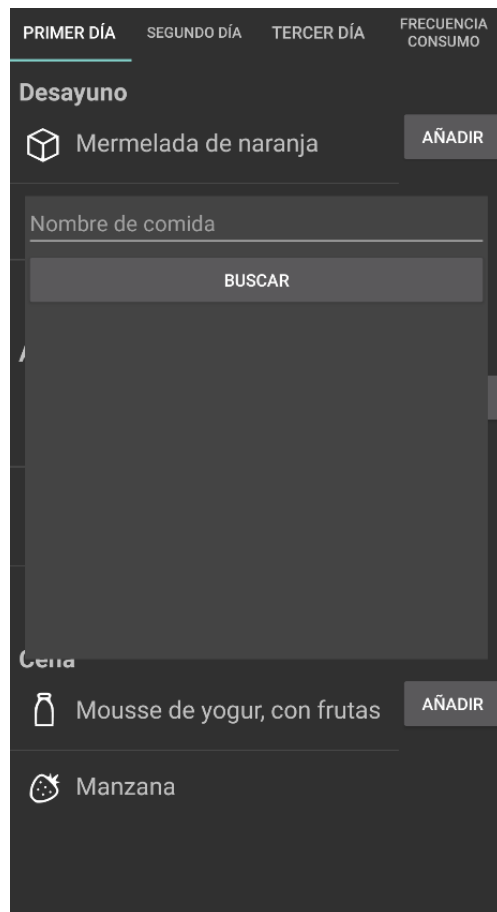 PRIMER DÍA
SEGUNDO DÍA
TERCER DÍA
FRECUENCIA
CONSUMO
Desayuno
Mermelada de naranja
AÑADIR
Nombre de comida
BUSCAR
Cena
Mousse de yogur, con frutas
AÑADIR
Manzana